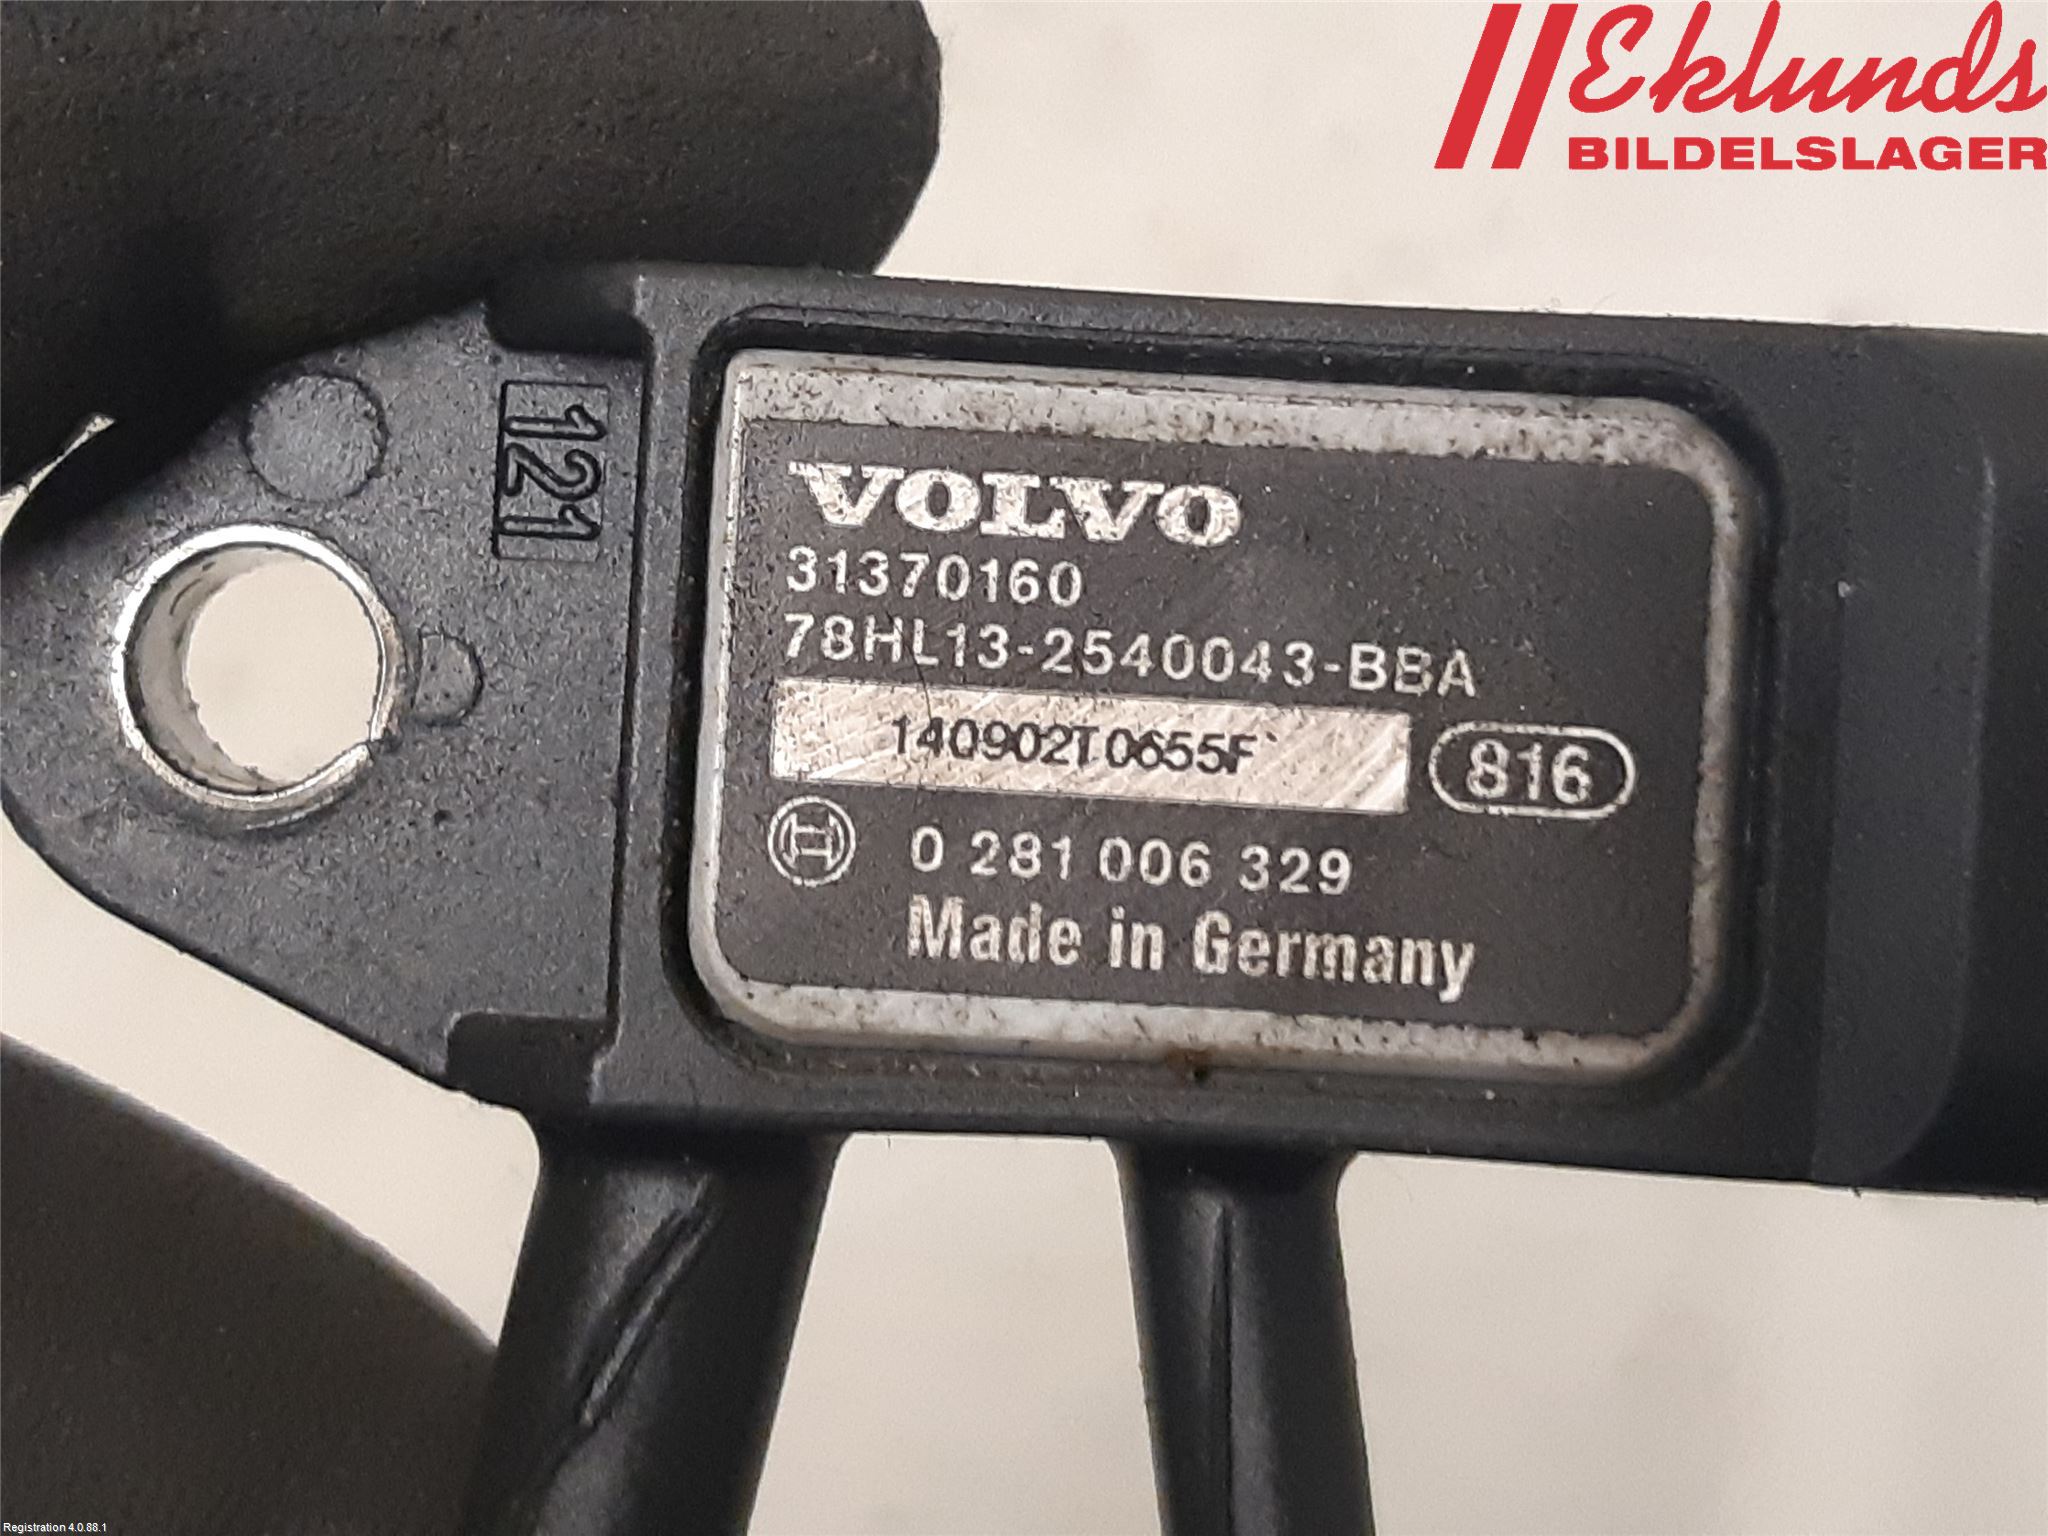 Eklunds
BILDELSLAGER
121
VOLVO
31370160
78HL13-2540043-BBA
140902T0655F
816
0 281 006 329
Made in Germany
Registration 4.0.88.1